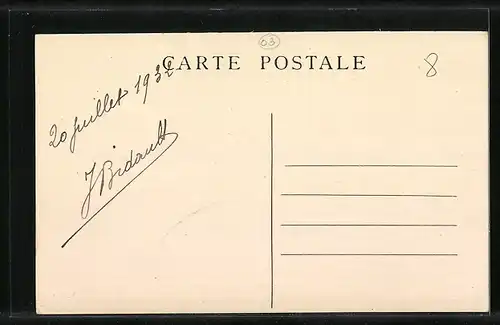 03
CARTE POSTALE
8
20 Juillet 1932
J Bidault